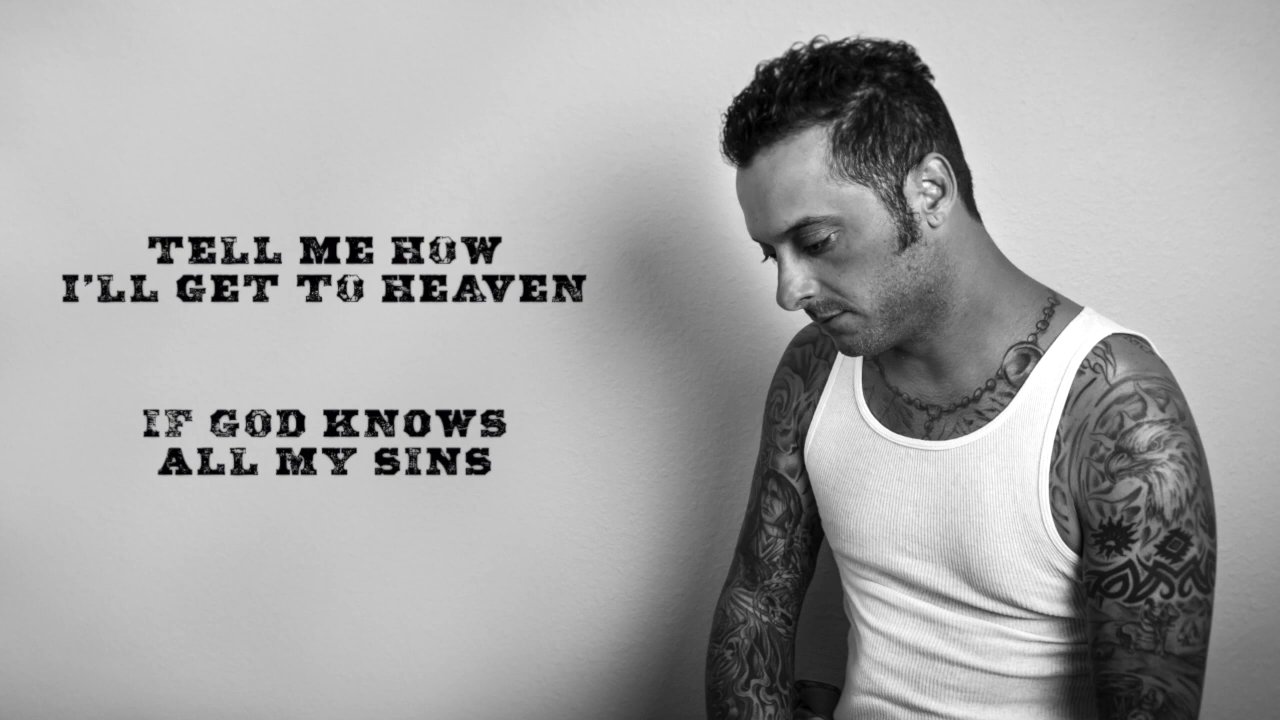 TELL ME HOW
I'LL GET TO HEAVEN
IF GOD KNOWS
ALL MY SINS